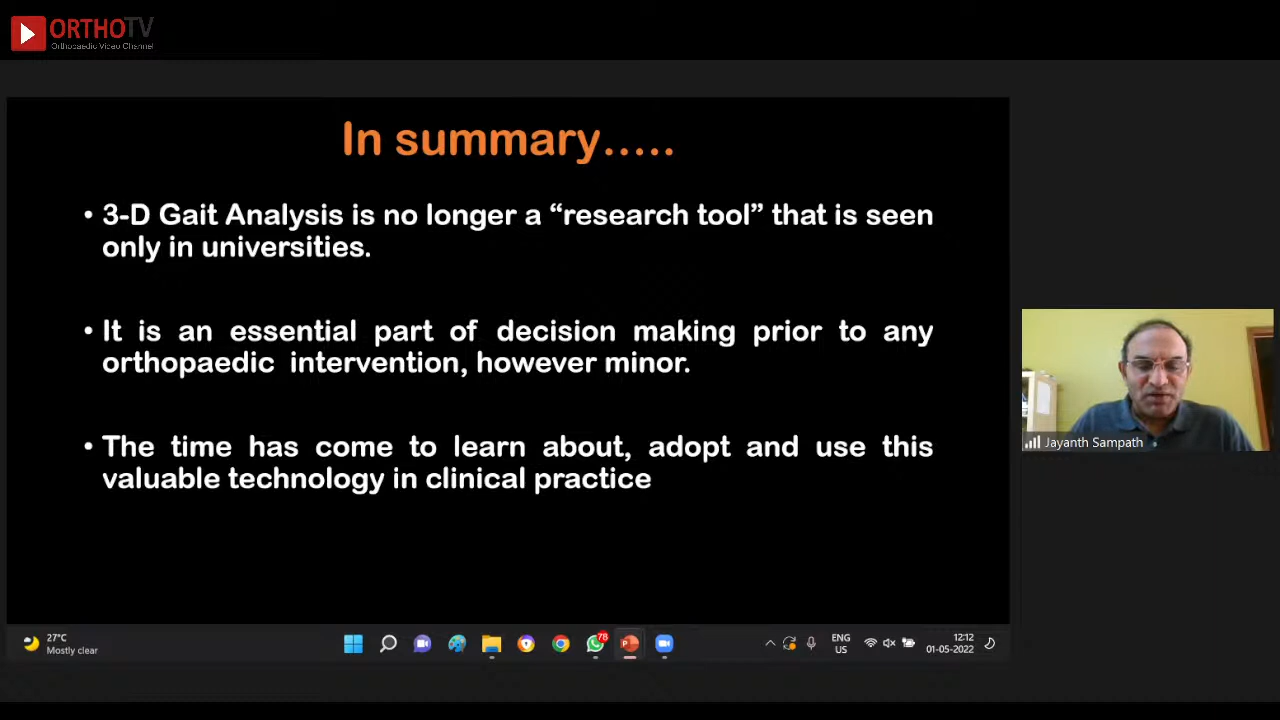 ORTHOTV
Orthopaedic Video Channel
In summary.....
• 3-D Gait Analysis is no longer a “research tool” that is seen
only in universities.
• It is an essential part of decision making prior to any
orthopaedic intervention, however minor.
• The time has come to learn about, adopt and use this
valuable technology in clinical practice
Jayanth Sampath
27°C
Mostly clear
78
ENG
US
12:12
01-05-2022